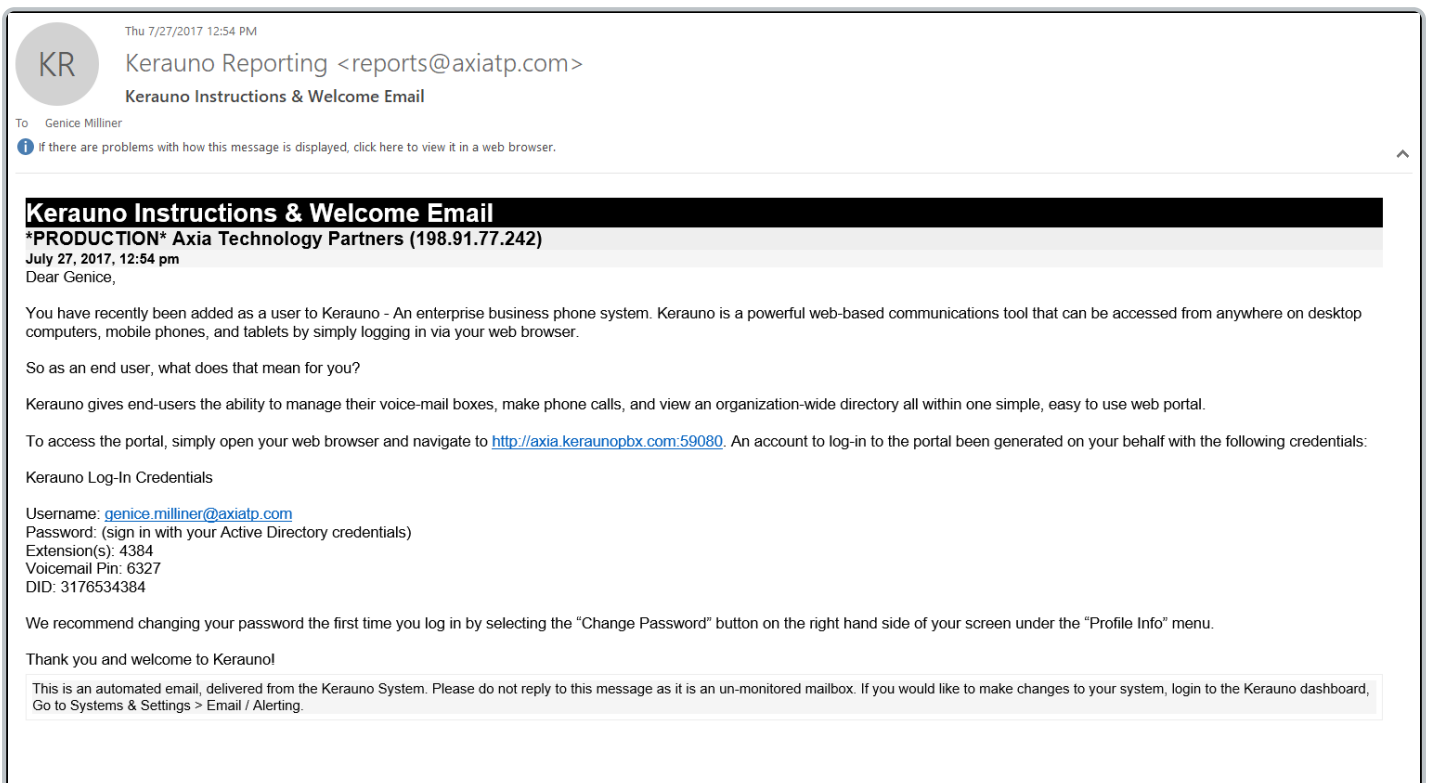 Thu 7/27/2017 12:54 PM
KR
Kerauno Reporting <reports@axiatp.com>
Kerauno Instructions & Welcome Email
To Genice Milliner
i If there are problems with how this message is displayed, click here to view it in a web browser.
Kerauno Instructions & Welcome Email
*PRODUCTION* Axia Technology Partners (198.91.77.242)
July 27, 2017, 12:54 pm
Dear Genice,
You have recently been added as a user to Kerauno - An enterprise business phone system. Kerauno is a powerful web-based communications tool that can be accessed from anywhere on desktop
computers, mobile phones, and tablets by simply logging in via your web browser.
So as an end user, what does that mean for you?
Kerauno gives end-users the ability to manage their voice-mail boxes, make phone calls, and view an organization-wide directory all within one simple, easy to use web portal.
To access the portal, simply open your web browser and navigate to http://axia.keraunopbx.com:59080. An account to log-in to the portal been generated on your behalf with the following credentials:
Kerauno Log-In Credentials
Username: genice.milliner@axiatp.com
Password: (sign in with your Active Directory credentials)
Extension(s): 4384
Voicemail Pin: 6327
DID: 3176534384
We recommend changing your password the first time you log in by selecting the “Change Password” button on the right hand side of your screen under the “Profile Info” menu.
Thank you and welcome to Kerauno!
This is an automated email, delivered from the Kerauno System. Please do not reply to this message as it is an un-monitored mailbox. If you would like to make changes to your system, login to the Kerauno dashboard,
Go to Systems & Settings > Email / Alerting.